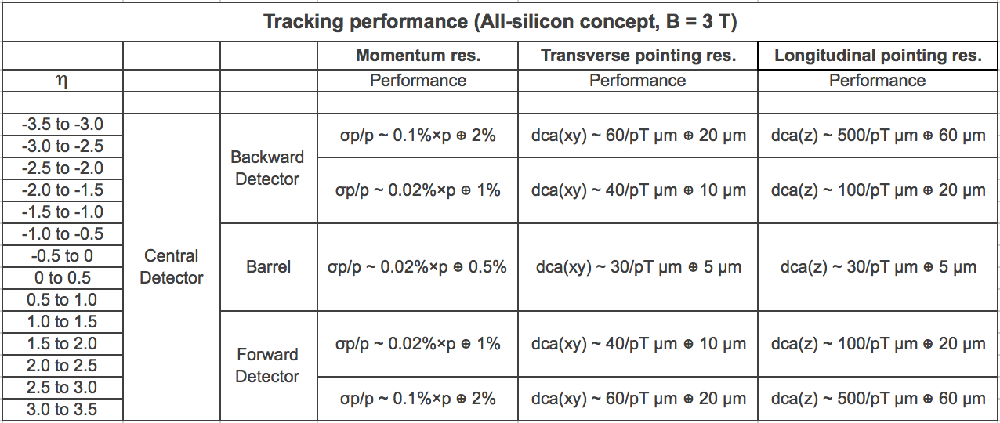 Tracking performance (All-silicon concept, B = 3 T)
Momentum res. Transverse pointing res. Longitudinal pointing res.
η Performance Performance Performance
-3.5 to -3.0
-3.0 to -2.5
σp/p ~ 0.1%×p ⊕ 2% dca(xy) ~ 60/pT μm ⊕ 20 μm dca(z) ~ 500/pT μm ⊕ 60 μm
Backward
Detector
-2.5 to -2.0
-2.0 to -1.5
-1.5 to -1.0
σp/p ~ 0.02%×p ⊕ 1% dca(xy) ~ 40/pT μm ⊕ 10 μm dca(z) ~ 100/pT μm ⊕ 20 μm
-1.0 to -0.5
-0.5 to 0
0 to 0.5
0.5 to 1.0
Central
Detector
Barrel σp/p ~ 0.02%×p ⊕ 0.5% dca(xy) ~ 30/pT μm ⊕ 5 μm dca(z) ~ 30/pT μm ⊕ 5 μm
1.0 to 1.5
1.5 to 2.0
2.0 to 2.5
σp/p ~ 0.02%×p ⊕ 1% dca(xy) ~ 40/pT μm ⊕ 10 μm dca(z) ~ 100/pT μm ⊕ 20 μm
Forward
Detector
2.5 to 3.0
3.0 to 3.5
σp/p ~ 0.1%×p ⊕ 2% dca(xy) ~ 60/pT μm ⊕ 20 μm dca(z) ~ 500/pT μm ⊕ 60 μm